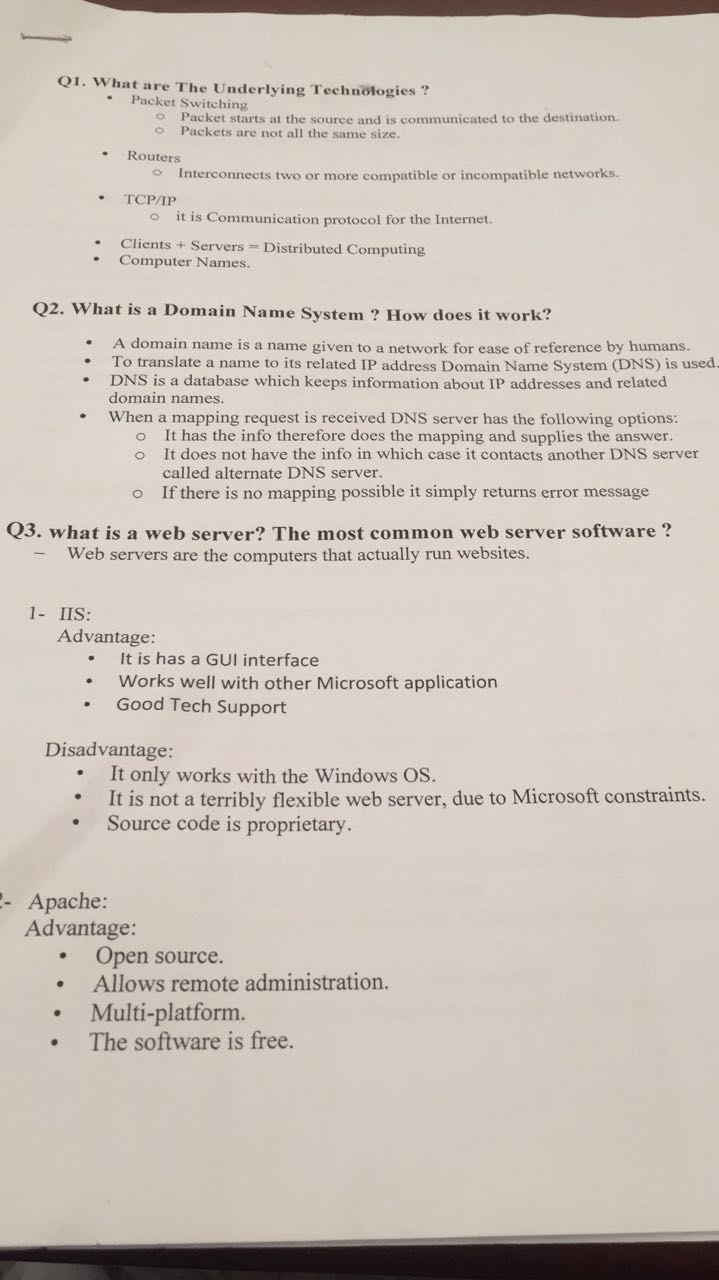 Q1. What are The Underlying Technologies ?
• Packet Switching
o Packet starts at the source and is communicated to the destination.
o Packets are not all the same size.
• Routers
o Interconnects two or more compatible or incompatible networks.
• TCP/IP
o it is Communication protocol for the Internet.
• Clients + Servers = Distributed Computing
• Computer Names.
Q2. What is a Domain Name System ? How does it work?
• A domain name is a name given to a network for ease of reference by humans.
• To translate a name to its related IP address Domain Name System (DNS) is used.
• DNS is a database which keeps information about IP addresses and related
domain names.
• When a mapping request is received DNS server has the following options:
o It has the info therefore does the mapping and supplies the answer.
o It does not have the info in which case it contacts another DNS server
called alternate DNS server.
o If there is no mapping possible it simply returns error message
Q3. what is a web server? The most common web server software ?
– Web servers are the computers that actually run websites.
1- IIS:
Advantage:
• It is has a GUI interface
• Works well with other Microsoft application
• Good Tech Support
Disadvantage:
• It only works with the Windows OS.
• It is not a terribly flexible web server, due to Microsoft constraints.
• Source code is proprietary.
2- Apache:
Advantage:
• Open source.
• Allows remote administration.
• Multi-platform.
• The software is free.